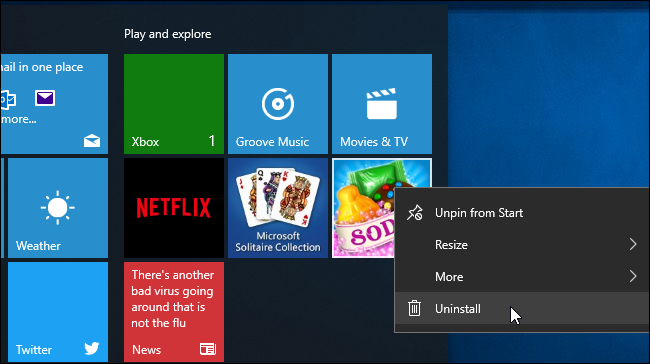 Play and explore
nail in one place
more...
Xbox
1
Groove Music
Movies & TV
Weather
NETFLIX
J
Q
K
Microsoft
Solitaire Collection
SOD
Unpin from Start
Resize
More
Uninstall
Twitter
There's another
bad virus going
around that is
not the flu
News